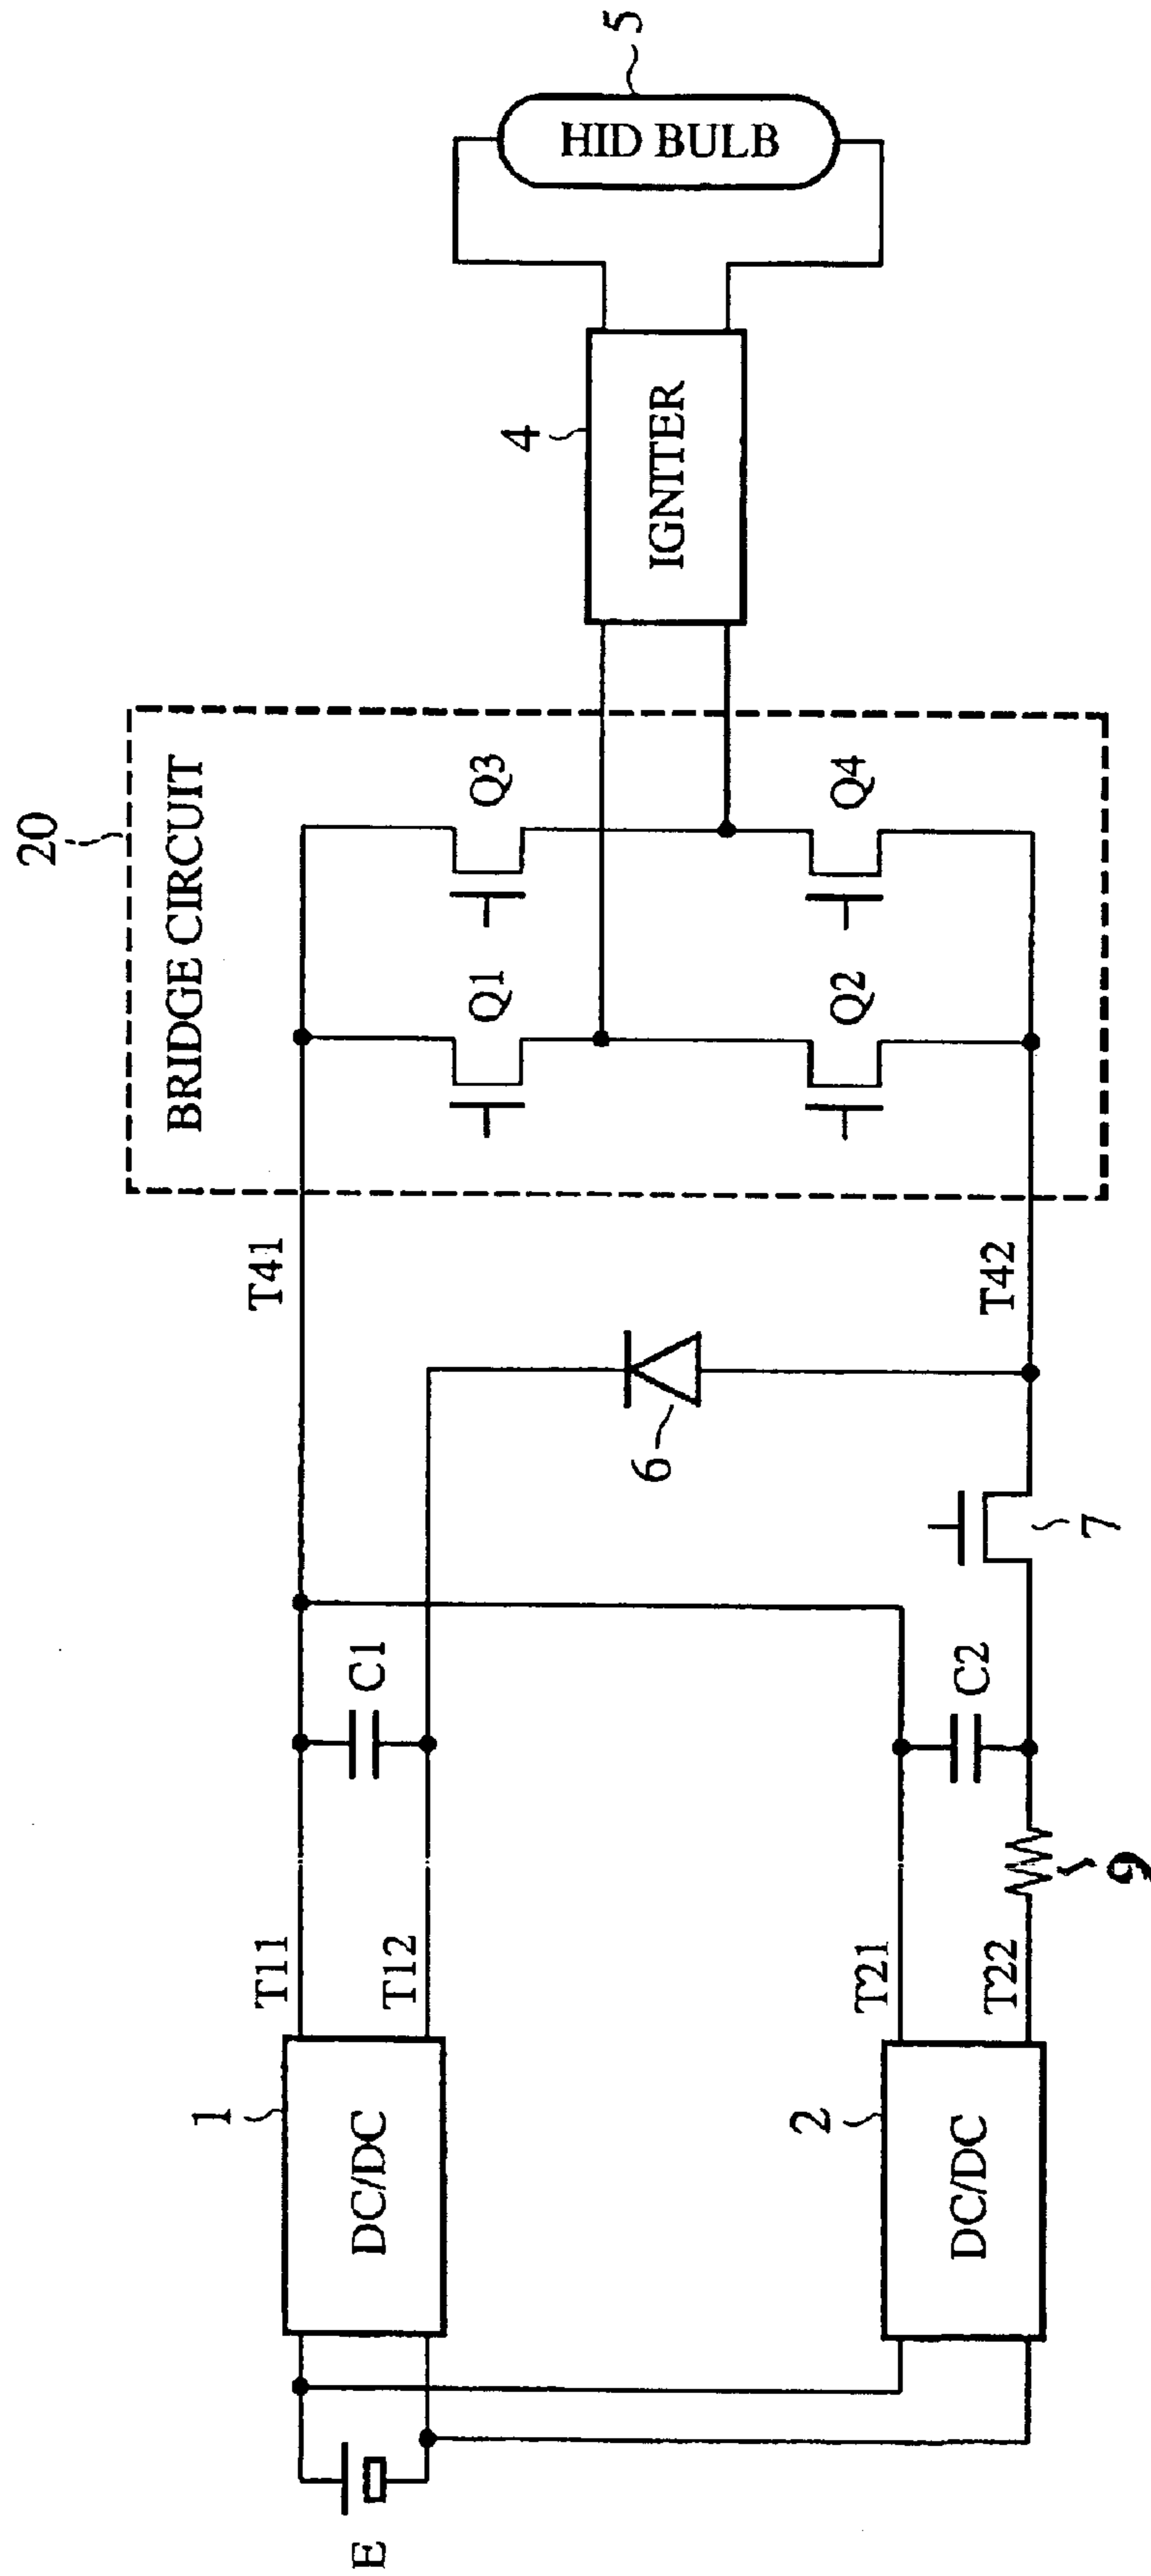 20
BRIDGE CIRCUIT
T41
Q1
Q3
4
5
HID BULB
IGNITER
Q2
Q4
T42
6
7
C1
C2
9
T11
T12
T21
T22
1
DC/DC
2
DC/DC
E